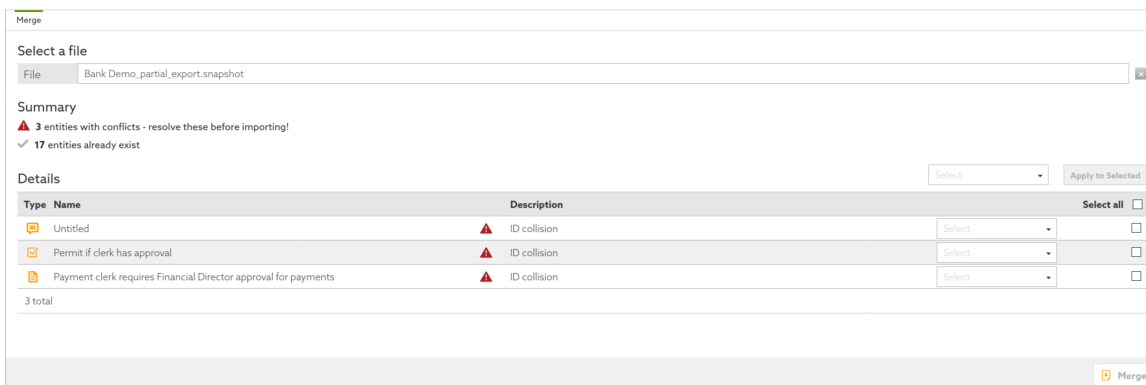 Merge
Select a file
File Bank Demo_partial_export.snapshot
Summary
3 entities with conflicts - resolve these before importing!
17 entities already exist
Details Select Apply to Selected
Type Name Description Select all
Untitled ID collision Select
Permit if clerk has approval ID collision Select
Payment clerk requires Financial Director approval for payments ID collision Select
3 total
Merge